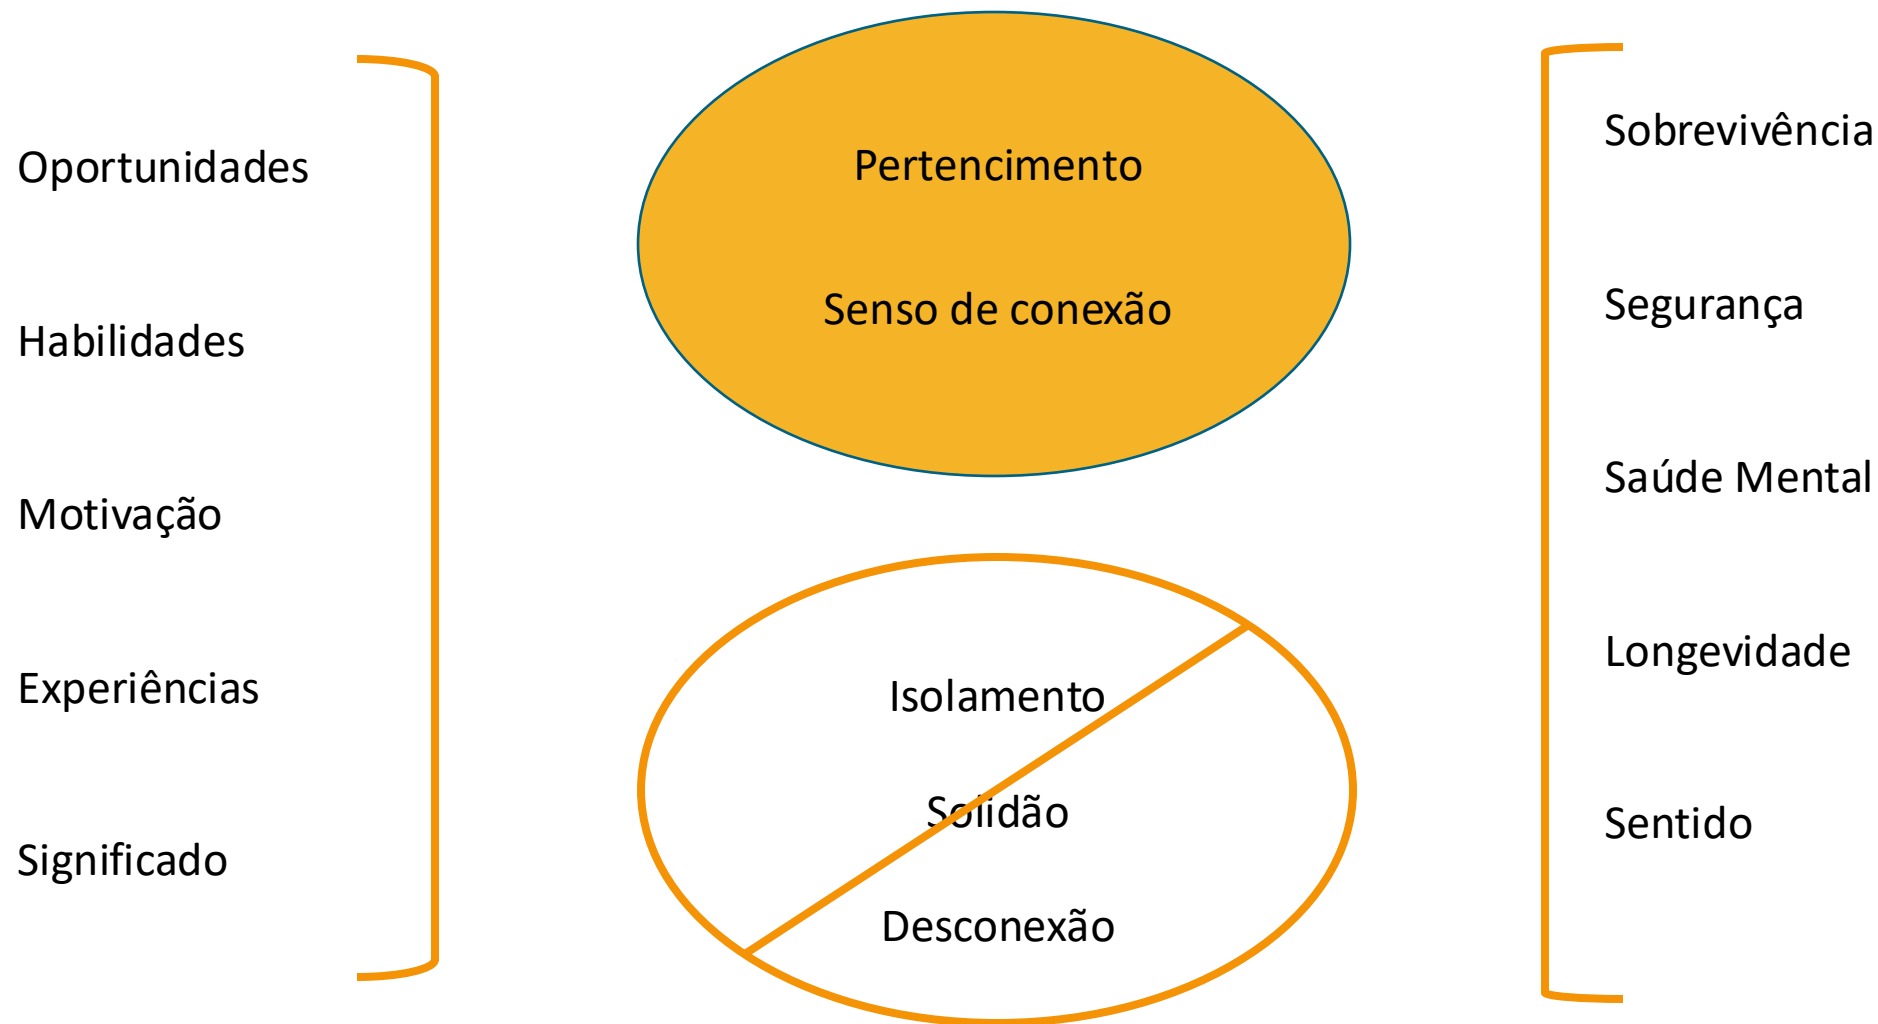 Oportunidades
Habilidades
Motivação
Experiências
Significado
Pertencimento
Senso de conexão
Isolamento
Solidão
Desconexão
Sobrevivência
Segurança
Saúde Mental
Longevidade
Sentido